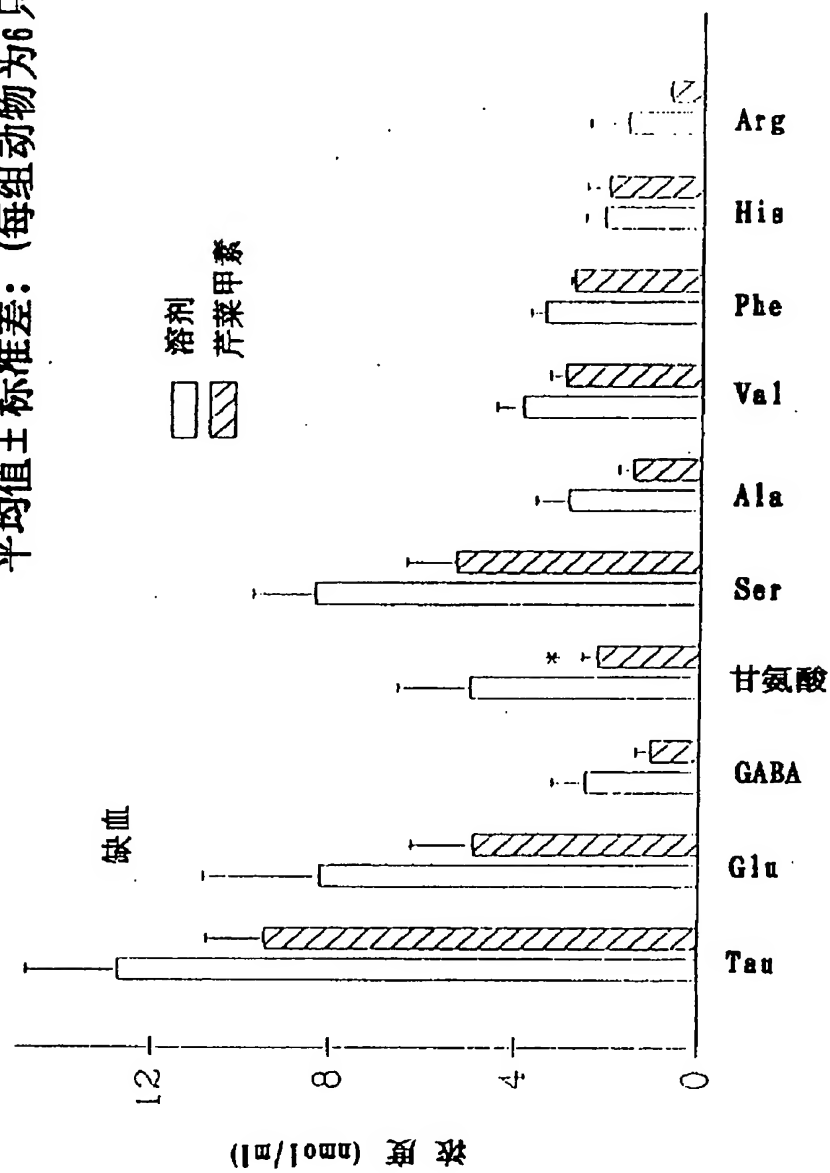 平均值±标准差:(每组动物为6只
溶剂
芹菜甲素
缺血
浓度 (nmol/ml)
12
8
4
0
*
Tau
Glu
GABA
甘氨酸
Ser
Ala
Val
Phe
His
Arg